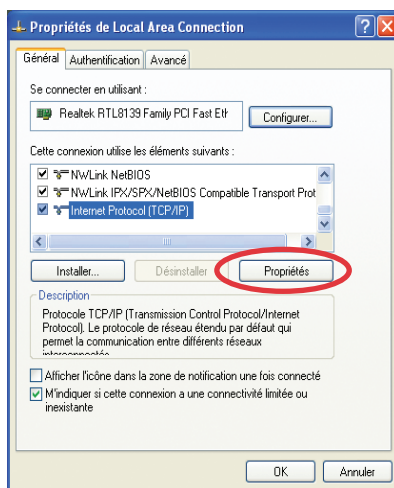 Propriétés de Local Area Connection
Général Authentification Avancé
Se connecter en utilisant :
Realtek RTL8139 Family PCI Fast Eth
Configurer...
Cette connexion utilise les éléments suivants :
NWLink NetBIOS
NWLink IPX/SPX/NetBIOS Compatible Transport Prot
Internet Protocol (TCP/IP)
Installer... Désinstaller Propriétés
Description
Protocole TCP/IP (Transmission Control Protocol/Internet
Protocol). Le protocole de réseau étendu par défaut qui
permet la communication entre différents réseaux
interconnectés
Afficher l'icône dans la zone de notification une fois connecté
M'indiquer si cette connexion a une connectivité limitée ou
inexistante
OK Annuler